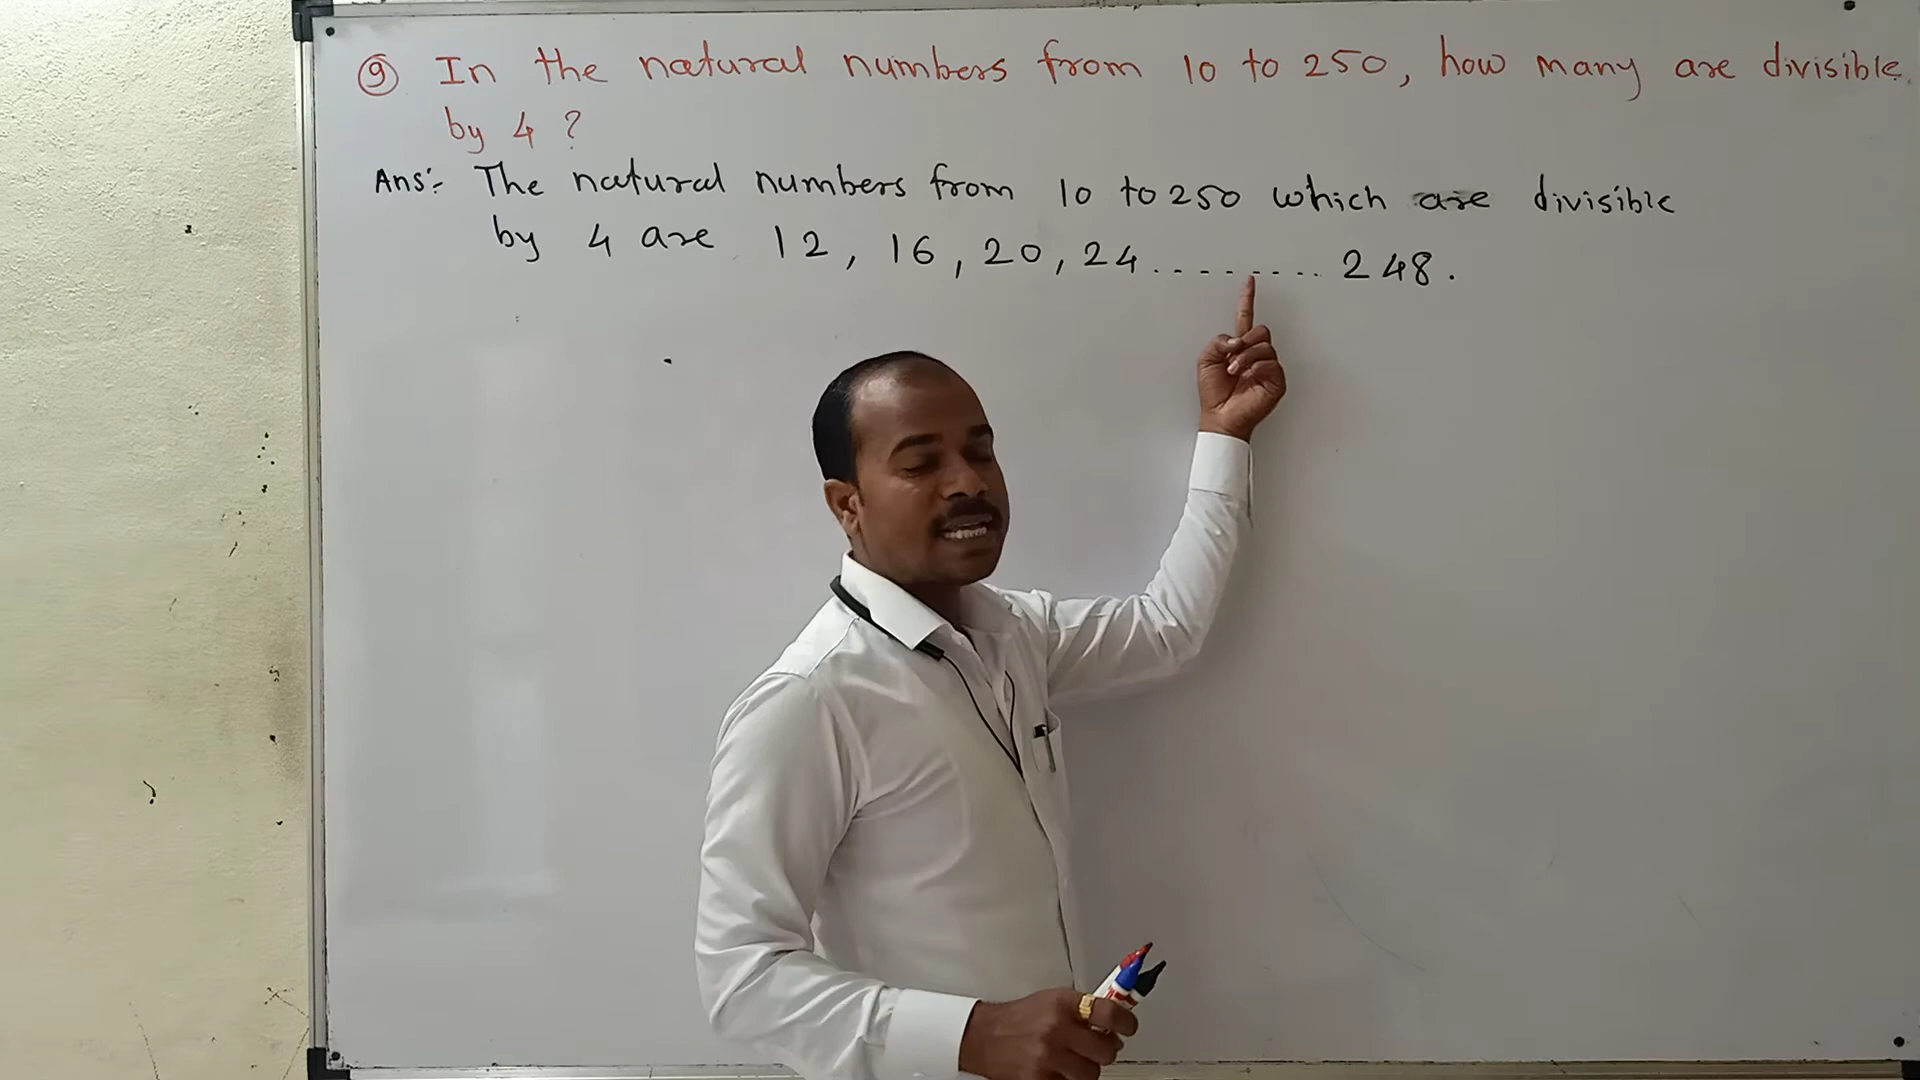 9 In the natural numbers from 10 to 250, how many are divisible
by 4 ?
Ans:- The natural numbers from 10 to 250 which are divisible
by 4 are 12, 16, 20, 24 ........ 248.